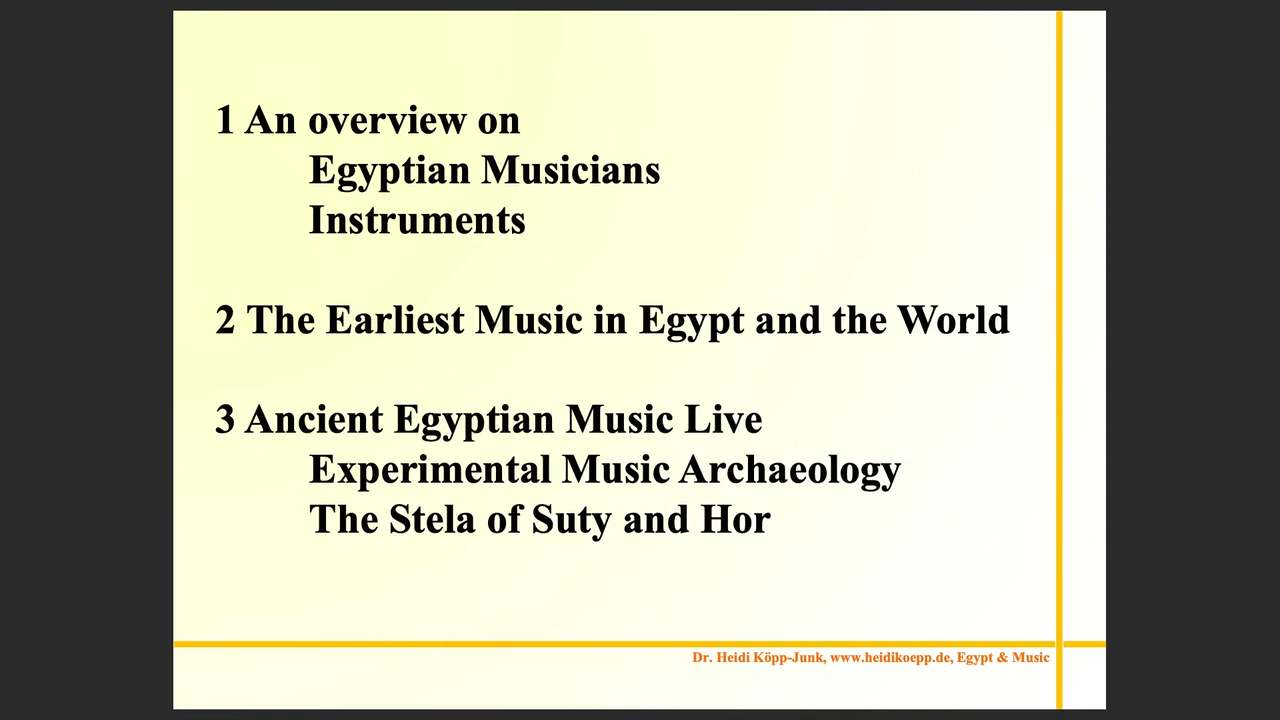 1 An overview on
Egyptian Musicians
Instruments
2 The Earliest Music in Egypt and the World
3 Ancient Egyptian Music Live
Experimental Music Archaeology
The Stela of Suty and Hor
Dr. Heidi Köpp-Junk, www.heidikoepp.de, Egypt & Music